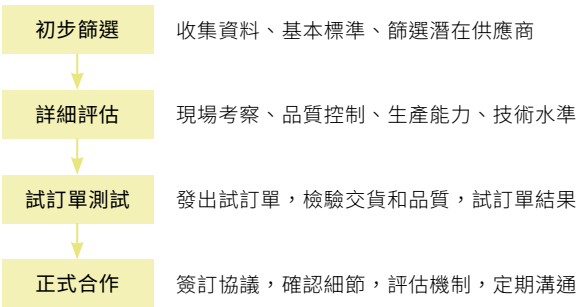 初步篩選 收集資料、基本標準、篩選潛在供應商
詳細評估 現場考察、品質控制、生產能力、技術水準
試訂單測試 發出試訂單，檢驗交貨和品質，試訂單結果
正式合作 簽訂協議，確認細節，評估機制，定期溝通